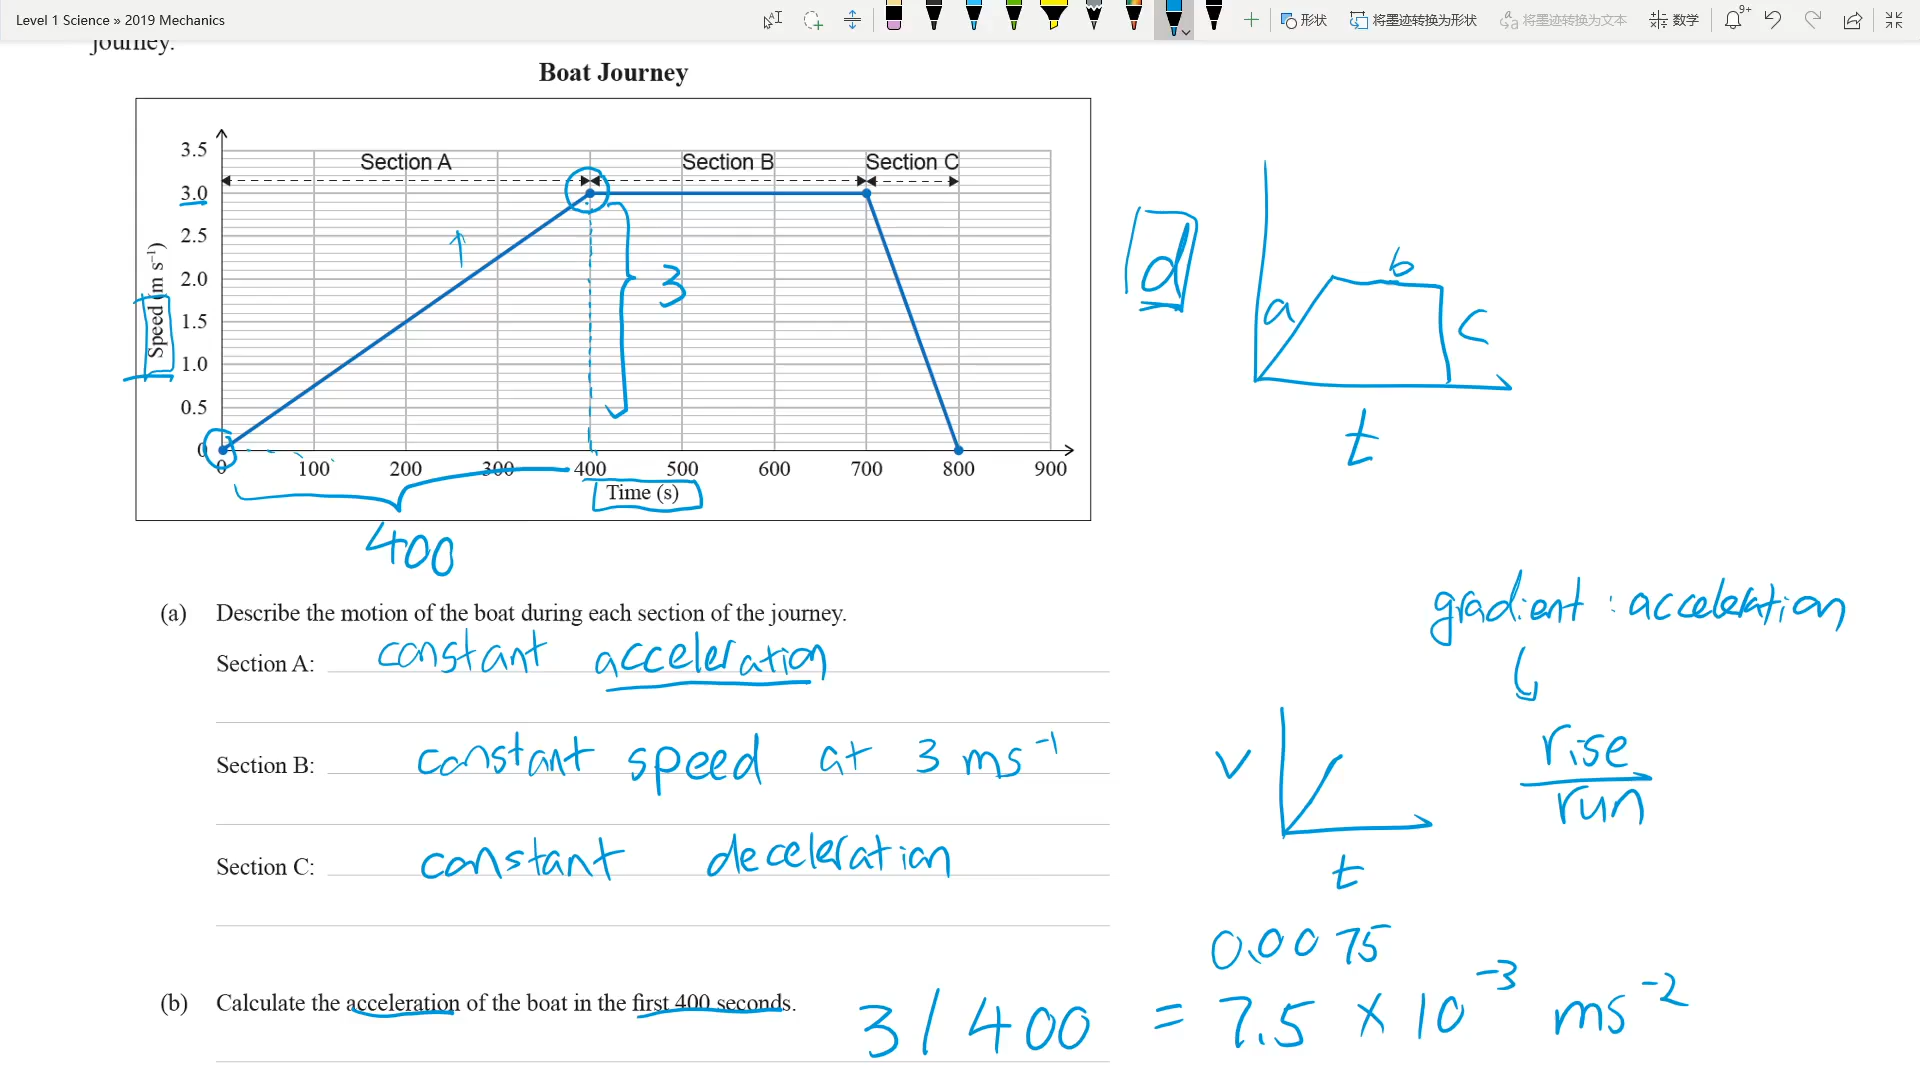 Level 1 Science » 2019 Mechanics
形状
将墨迹转换为形状
将墨迹转换为文本
数学
9+
journey.
Boat Journey
3.5
Section A
Section B
Section C
3.0
2.5
2.0
1.5
1.0
0.5
0
Speed (m s⁻¹)
0 100 200 300 400 500 600 700 800 900
Time (s)
3
400
d
a
b
c
t
(a) Describe the motion of the boat during each section of the journey.
Section A: constant acceleration
Section B: constant speed at 3 ms⁻¹
Section C: constant deceleration
gradient : acceleration
rise
run
v
t
0.0075
(b) Calculate the acceleration of the boat in the first 400 seconds.
3 / 400 = 7.5 × 10⁻³ ms⁻²